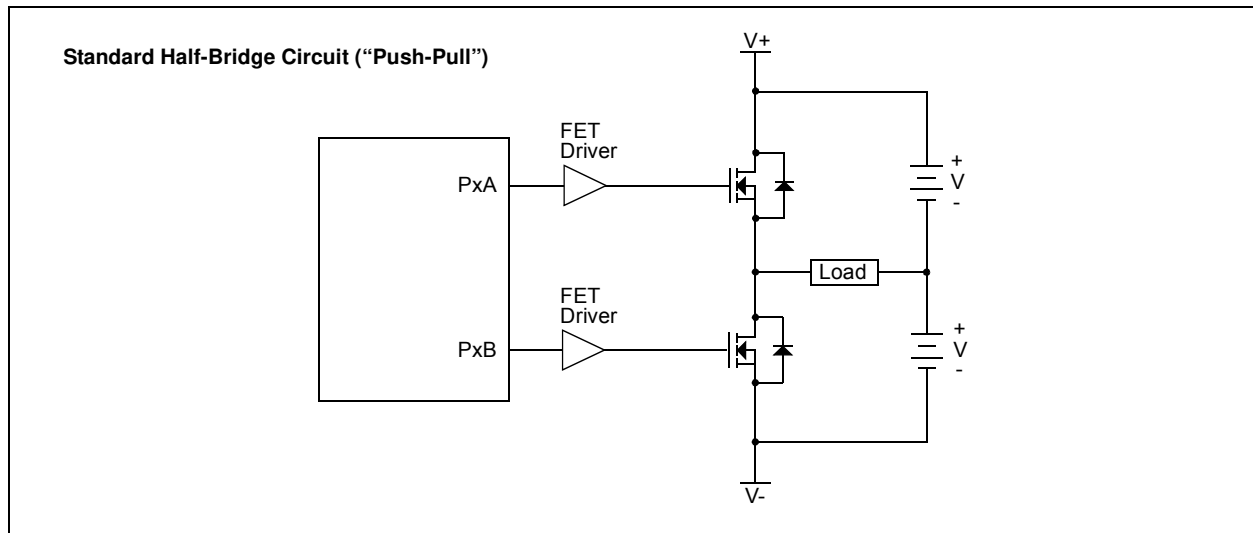 Standard Half-Bridge Circuit (“Push-Pull”)
V+
FET
Driver
PxA
+
V
-
Load
FET
Driver
PxB
+
V
-
V-